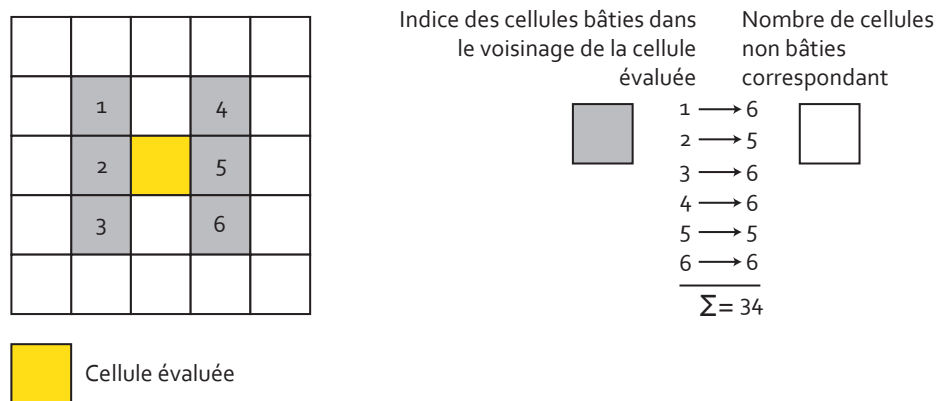 Indice des cellules bâties dans
le voisinage de la cellule
évaluée
Nombre de cellules
non bâties
correspondant
1 4
2 5
3 6
1 → 6
2 → 5
3 → 6
4 → 6
5 → 5
6 → 6
Σ = 34
Cellule évaluée